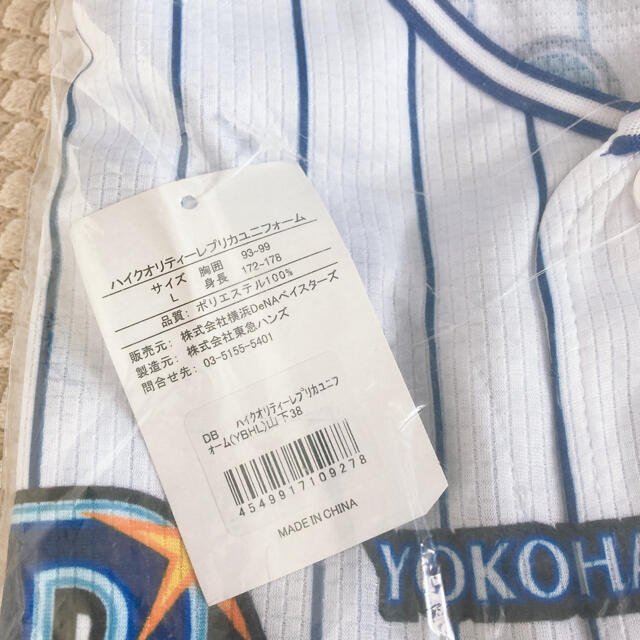 ハイクオリティーレプリカユニフォーム
サイズ 胸囲 93-99
L 身長 172-178
品質: ポリエステル100%
販売元: 株式会社横浜DeNAベイスターズ
製造元: 株式会社東急ハンズ
問合せ先: 03-5155-5401
DB ハイクオリティーレプリカユニフ
ォーム(YBH,L)山下38
4549917109278
MADE IN CHINA
YOKOHA